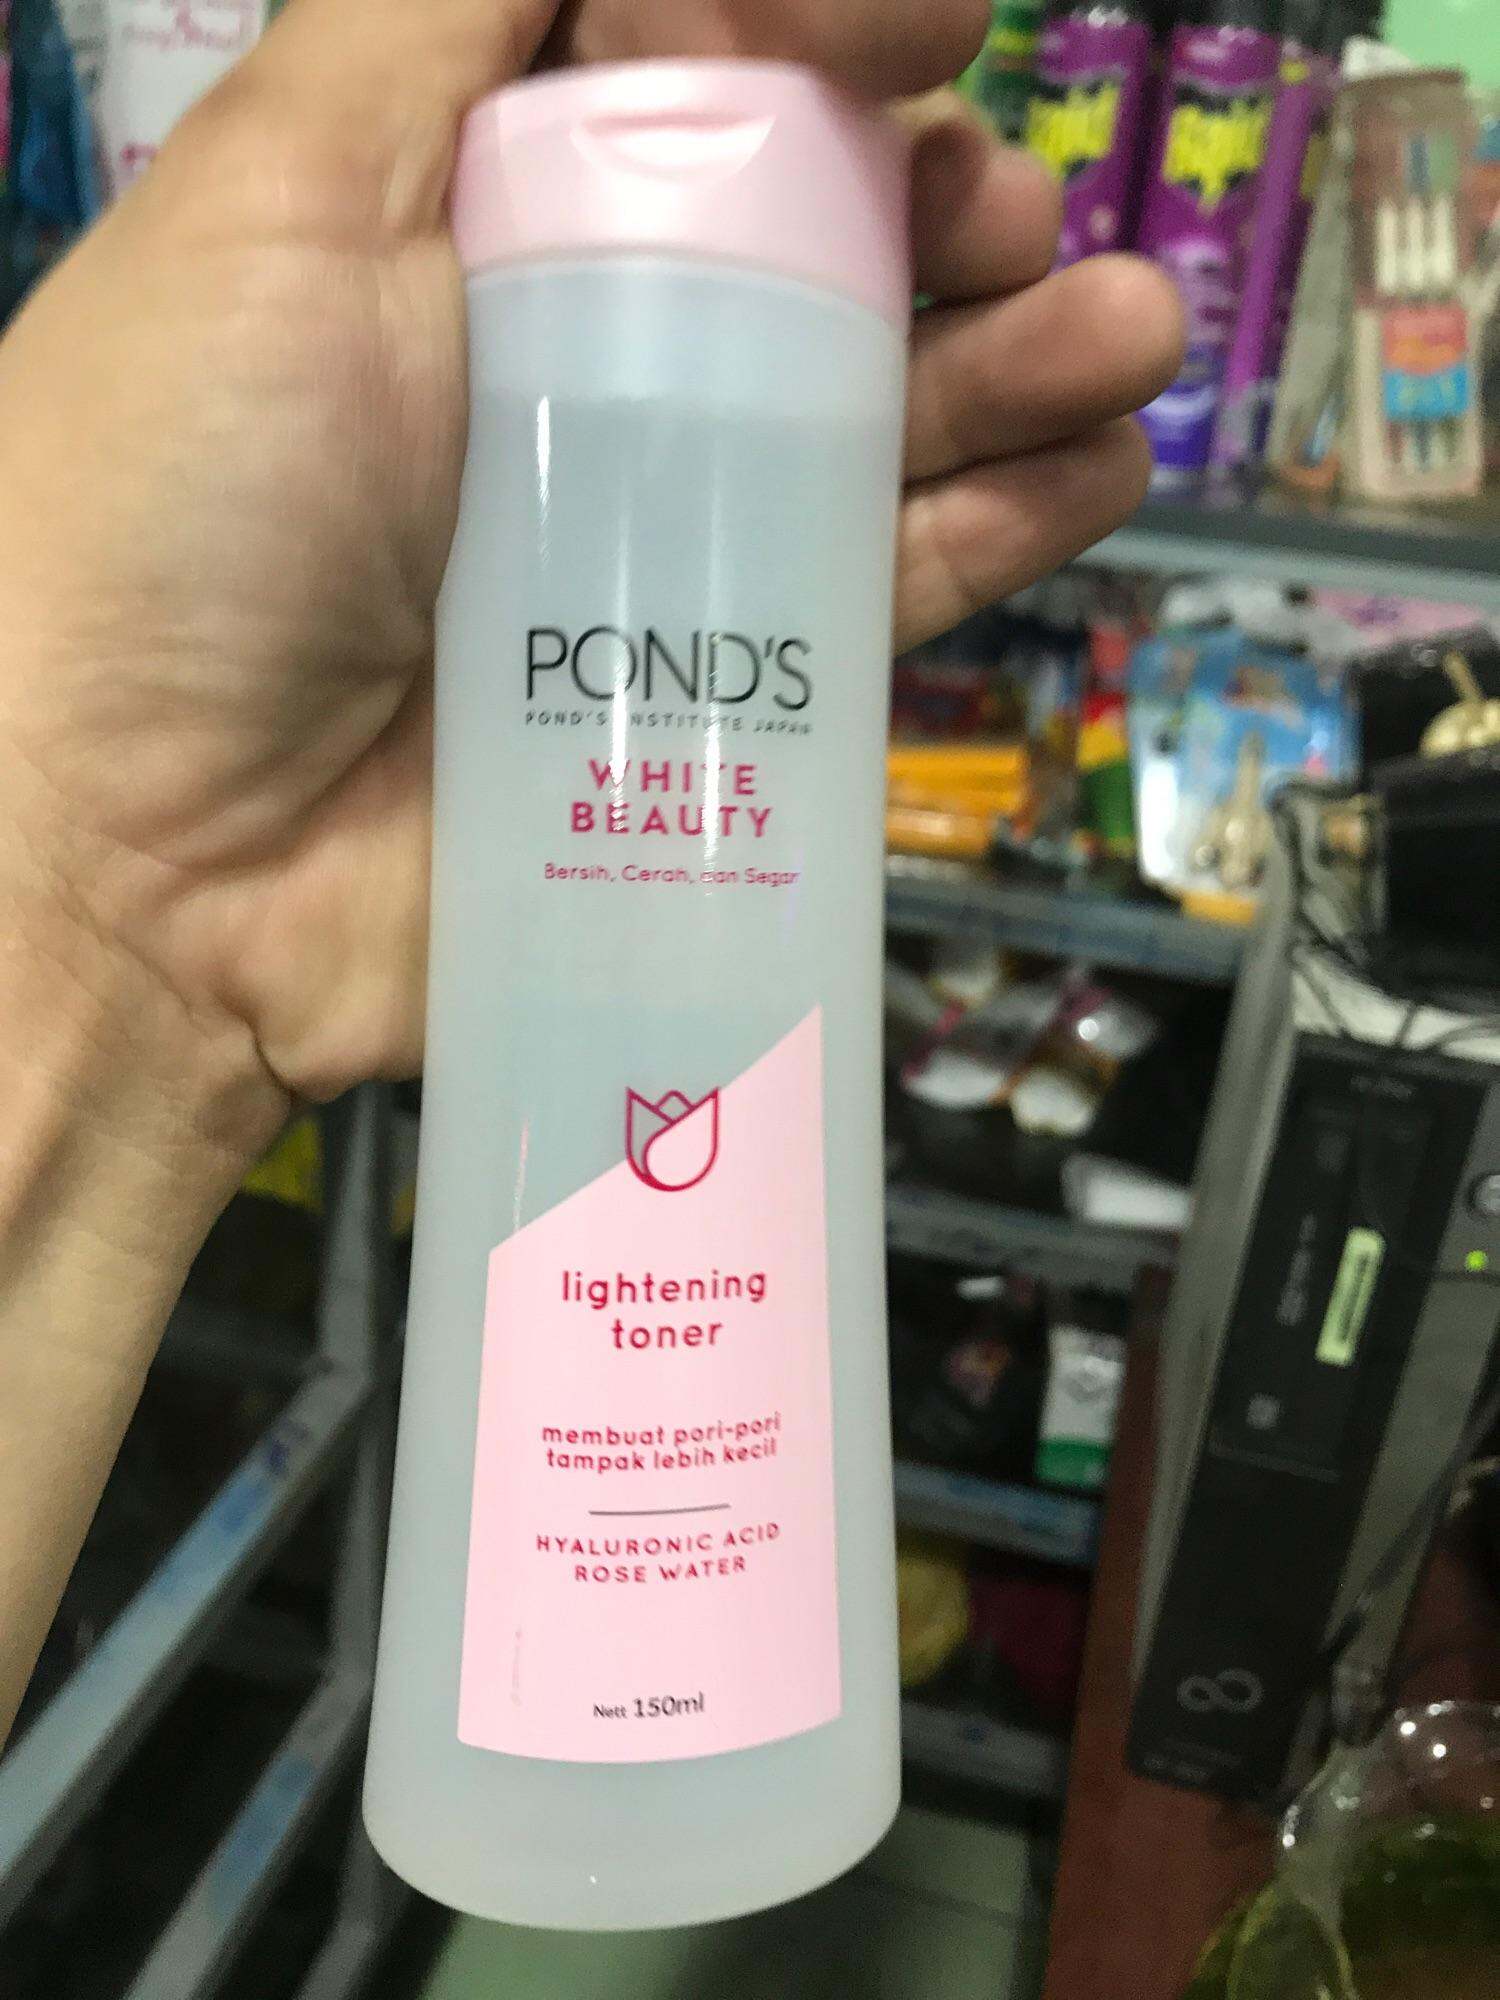 POND'S
POND'S INSTITUTE JAPAN
WHITE
BEAUTY
Bersih, Cerah, dan Segar
lightening
toner
membuat pori-pori
tampak lebih kecil
HYALURONIC ACID
ROSE WATER
Nett 150ml
Rapid